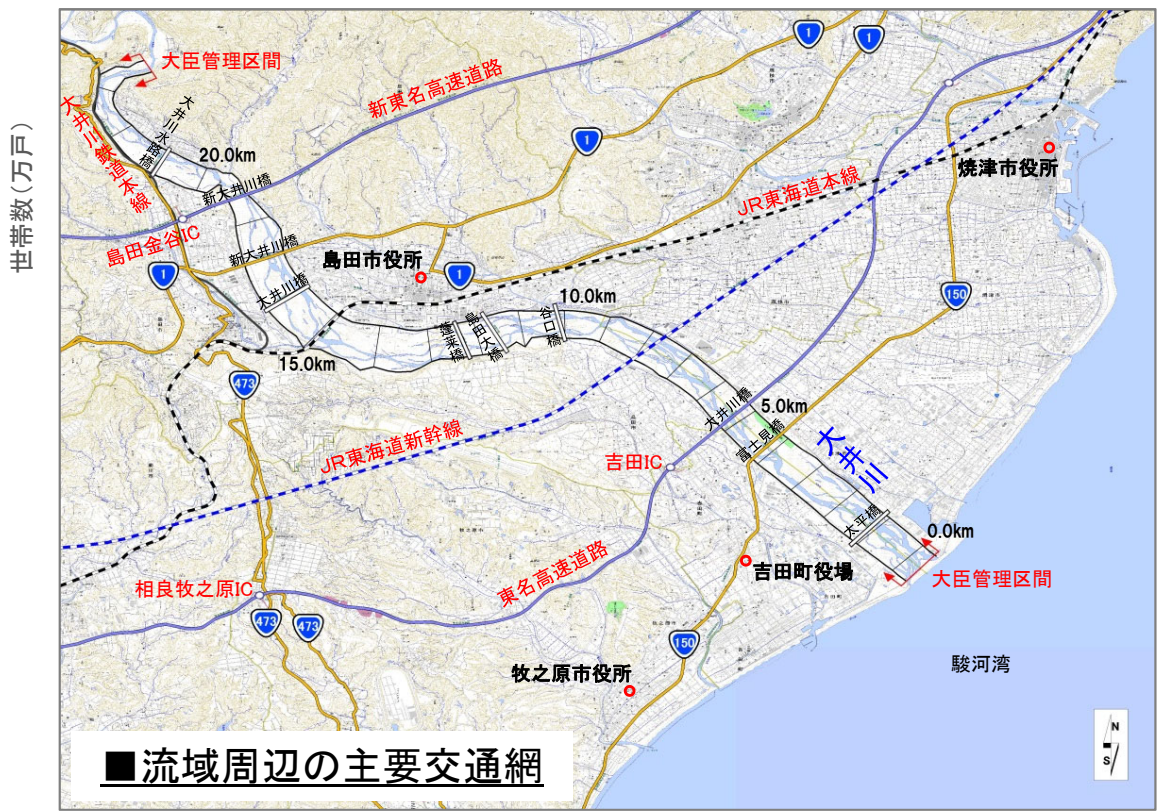 世帯数（万戸）
1
1
大臣管理区間
新東名高速道路
大井川鉄道本線
大井川水路橋
20.0km
1
焼津市役所
新大井川橋
JR東海道本線
島田金谷IC
新大井川橋
島田市役所
1
1
大井川橋
10.0km
150
蓬莱橋
島田大橋
谷口橋
15.0km
473
大井川橋
5.0km
富士見橋
大井川
JR東海道新幹線
吉田IC
太平橋
0.0km
東名高速道路
吉田町役場
大臣管理区間
相良牧之原IC
473
473
150
牧之原市役所
駿河湾
N
S
■流域周辺の主要交通網